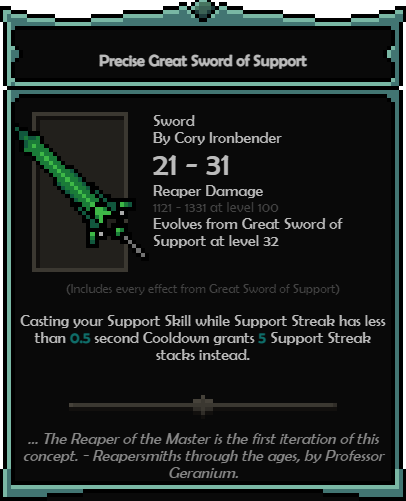 Precise Great Sword of Support
Sword
By Cory Ironbender
21 - 31
Reaper Damage
1121 - 1331 at level 100
Evolves from Great Sword of
Support at level 32
(Includes every effect from Great Sword of Support)
Casting your Support Skill while Support Streak has less
than 0.5 second Cooldown grants 5 Support Streak
stacks instead.
... The Reaper of the Master is the first iteration of this
concept. - Reapersmiths through the ages, by Professor
Geranium.